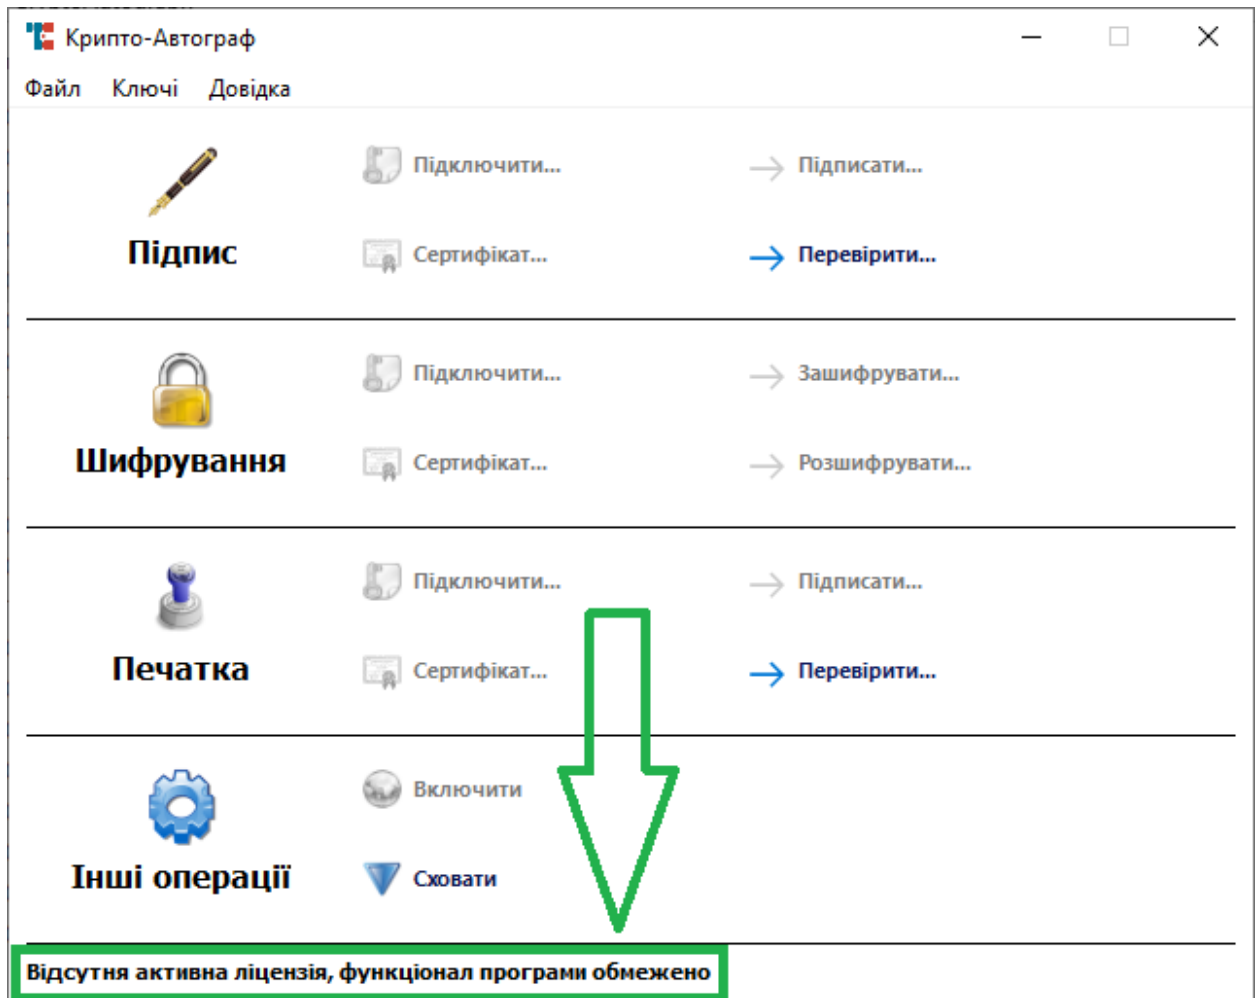 Крипто-Автограф
Файл Ключі Довідка
Підключити... Підписати...
Підпис Сертифікат... Перевірити...
Підключити... Зашифрувати...
Шифрування Сертифікат... Розшифрувати...
Підключити... Підписати...
Печатка Сертифікат... Перевірити...
Включити
Інші операції Сховати
Відсутня активна ліцензія, функціонал програми обмежено